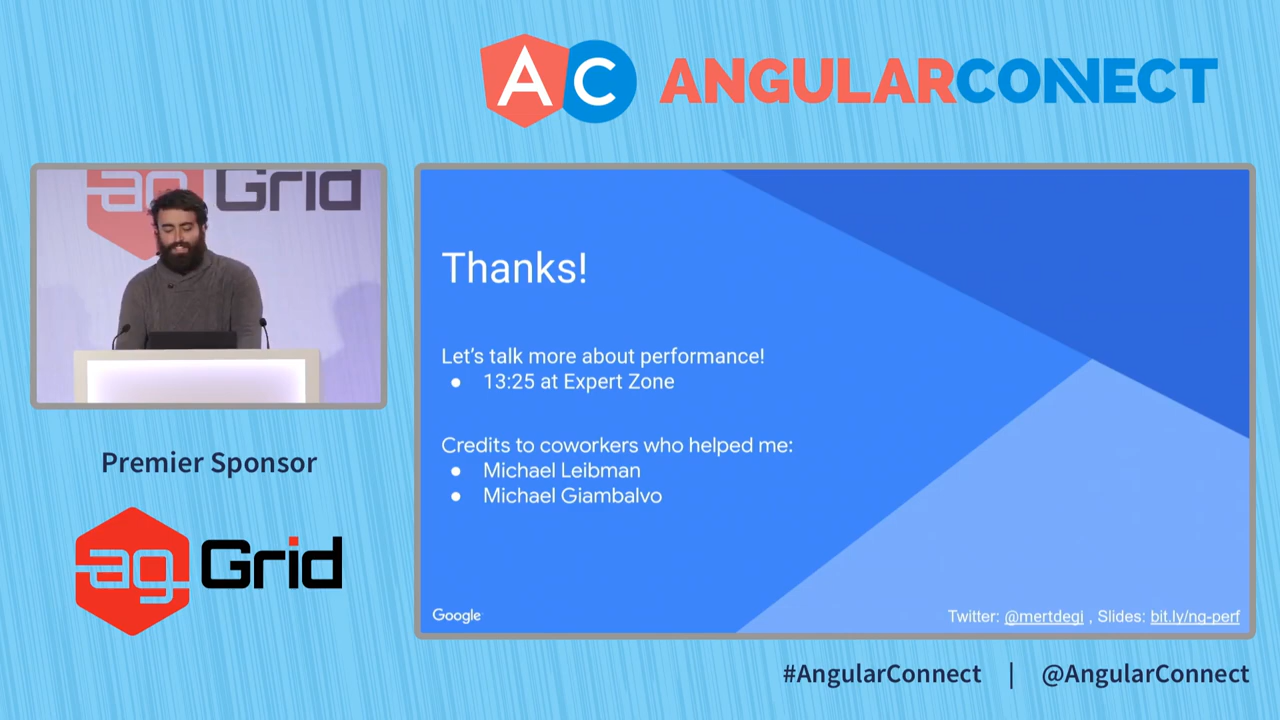 AC ANGULARCONNECT
ag Grid
Thanks!
Let's talk more about performance!
● 13:25 at Expert Zone
Credits to coworkers who helped me:
● Michael Leibman
● Michael Giambalvo
Google
Twitter: @mertdegi , Slides: bit.ly/ng-perf
Premier Sponsor
ag Grid
#AngularConnect | @AngularConnect